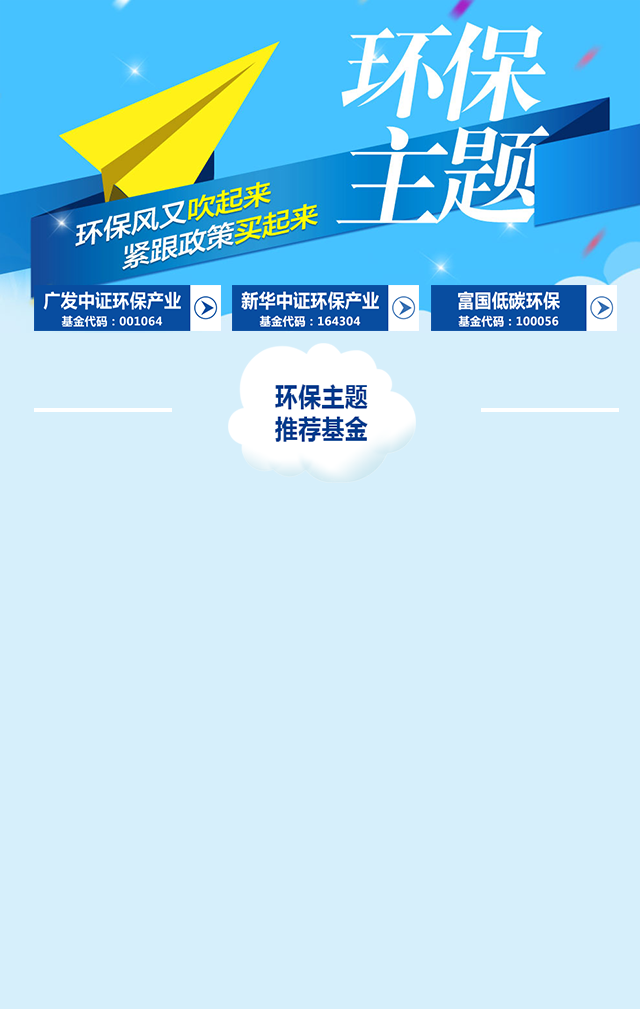 环保
主题
环保风又吹起来
紧跟政策买起来
广发中证环保产业
基金代码：001064
新华中证环保产业
基金代码：164304
富国低碳环保
基金代码：100056
环保主题
推荐基金